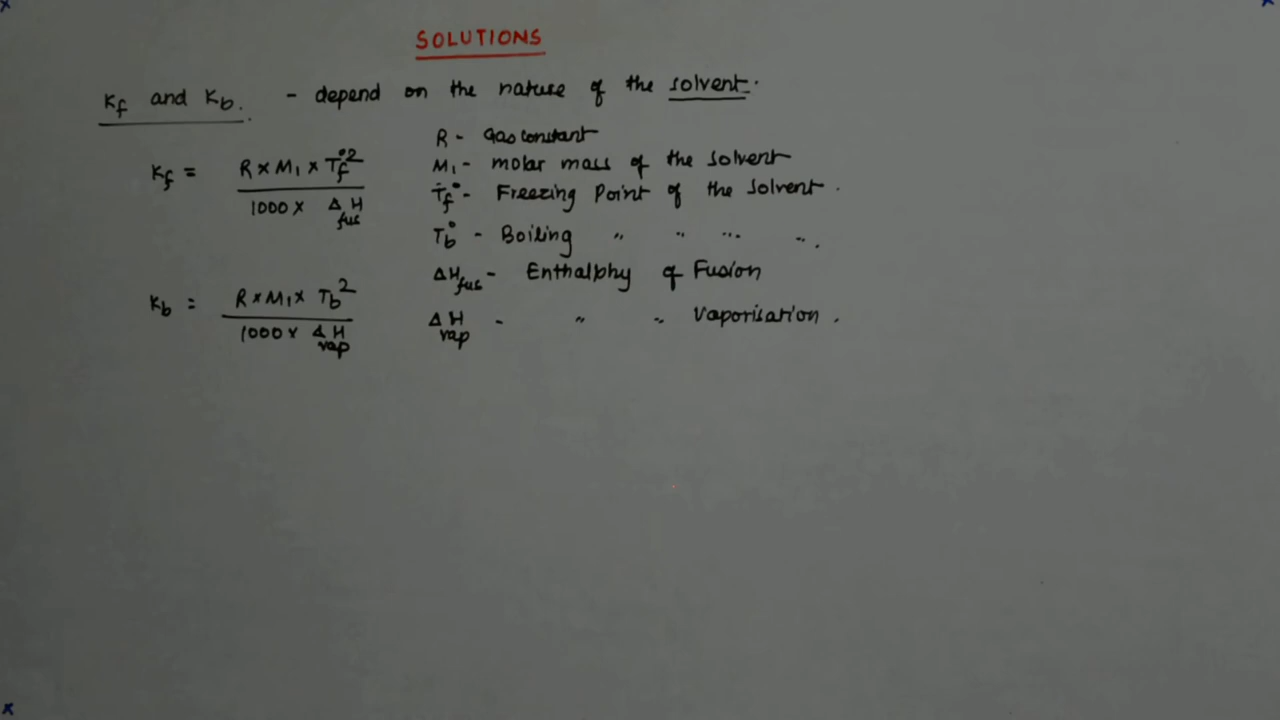 SOLUTIONS
Kf and Kb. - depend on the nature of the solvent.
Kf = R × M1 × Tf°2 / 1000 × ΔHfus
R - Gas constant
M1 - molar mass of the solvent
Tf° - Freezing Point of the solvent.
Tb° - Boiling " " " ".
Kb = R × M1 × Tb2 / 1000 × ΔHvap
ΔHfus - Enthalphy of Fusion
ΔHvap - " " Vaporisation.